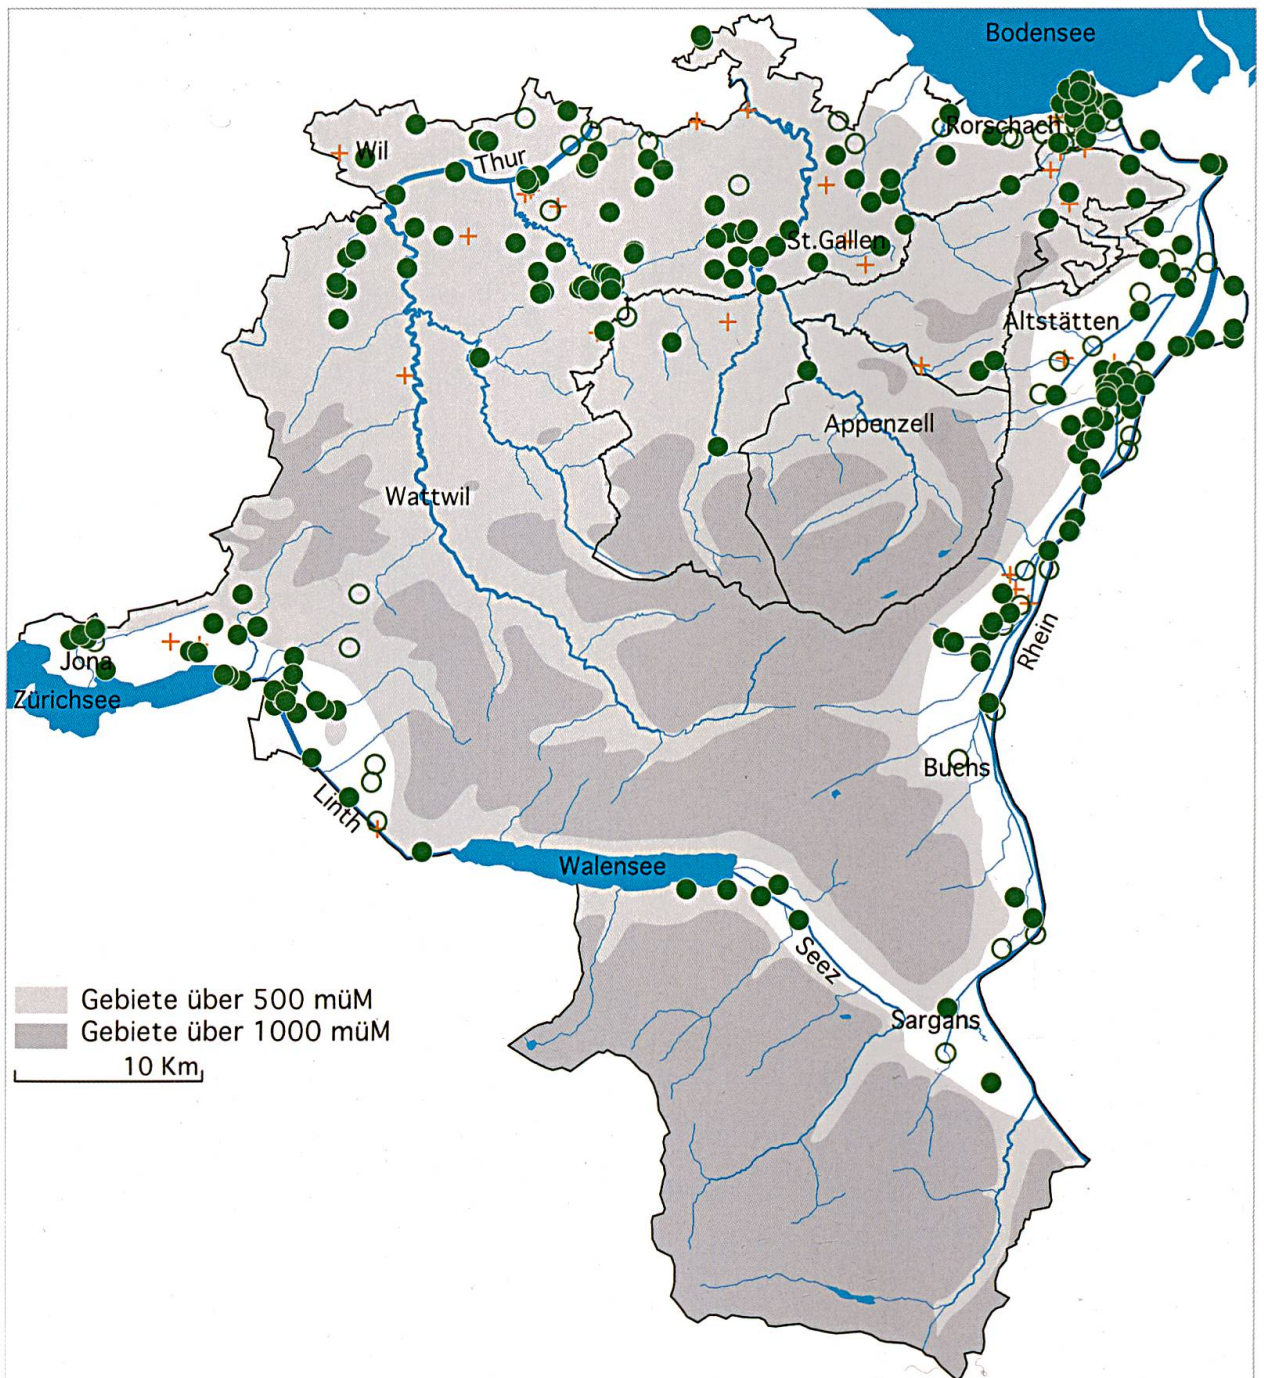 Bodensee
Rorschach
Wil
Thur
St.Gallen
Altstätten
Appenzell
Wattwil
Rhein
Jona
Zürichsee
Buchs
Linth
Walensee
Seez
Sargans
Gebiete über 500 müM
Gebiete über 1000 müM
10 Km